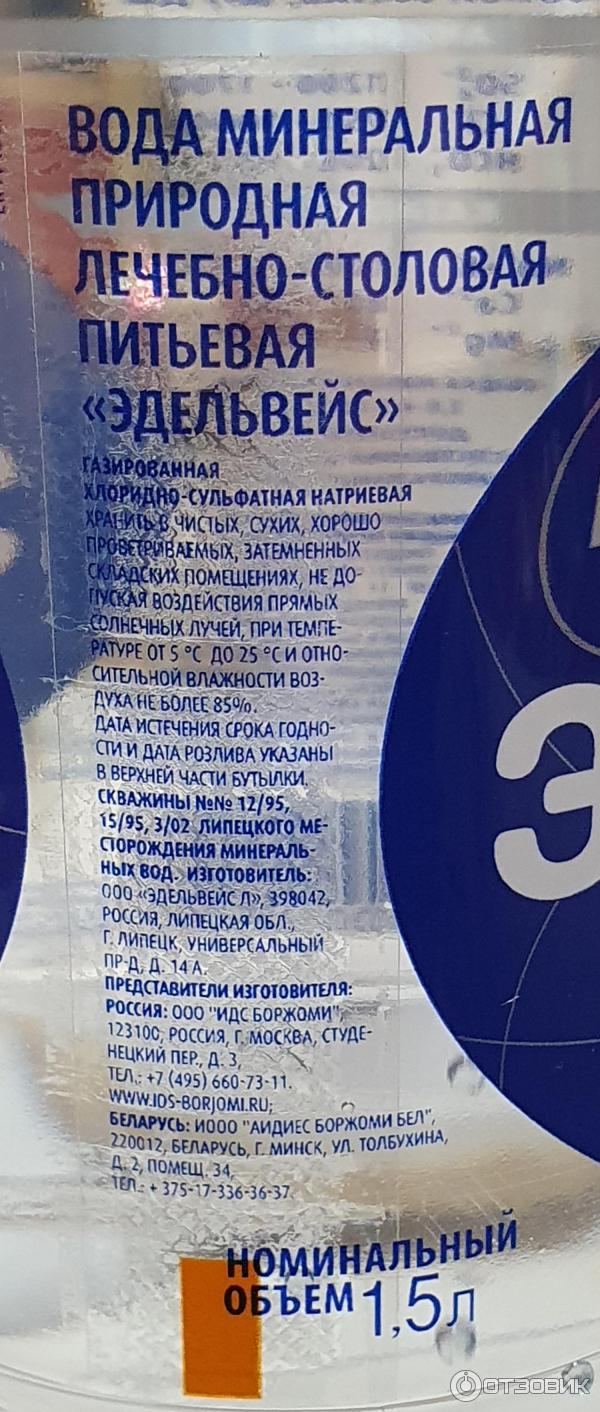 ВОДА МИНЕРАЛЬНАЯ
ПРИРОДНАЯ
ЛЕЧЕБНО-СТОЛОВАЯ
ПИТЬЕВАЯ
«ЭДЕЛЬВЕЙС»
ГАЗИРОВАННАЯ
ХЛОРИДНО-СУЛЬФАТНАЯ НАТРИЕВАЯ
ХРАНИТЬ В ЧИСТЫХ, СУХИХ, ХОРОШО
ПРОВЕТРИВАЕМЫХ, ЗАТЕМНЕННЫХ
СКЛАДСКИХ ПОМЕЩЕНИЯХ, НЕ ДО-
ПУСКАЯ ВОЗДЕЙСТВИЯ ПРЯМЫХ
СОЛНЕЧНЫХ ЛУЧЕЙ, ПРИ ТЕМПЕ-
РАТУРЕ ОТ 5 °С ДО 25 °С И ОТНО-
СИТЕЛЬНОЙ ВЛАЖНОСТИ ВОЗ-
ДУХА НЕ БОЛЕЕ 85%.
ДАТА ИСТЕЧЕНИЯ СРОКА ГОДНО-
СТИ И ДАТА РОЗЛИВА УКАЗАНЫ
В ВЕРХНЕЙ ЧАСТИ БУТЫЛКИ.
СКВАЖИНЫ №№ 12/95,
15/95, 3/02 ЛИПЕЦКОГО МЕ-
СТОРОЖДЕНИЯ МИНЕРАЛЬ-
НЫХ ВОД. ИЗГОТОВИТЕЛЬ:
ООО «ЭДЕЛЬВЕЙС Л», 398042,
РОССИЯ, ЛИПЕЦКАЯ ОБЛ.,
Г. ЛИПЕЦК, УНИВЕРСАЛЬНЫЙ
ПР-Д, Д. 14 А.
ПРЕДСТАВИТЕЛИ ИЗГОТОВИТЕЛЯ:
РОССИЯ: ООО "ИДС БОРЖОМИ",
123100, РОССИЯ, Г. МОСКВА, СТУДЕ-
НЕЦКИЙ ПЕР., Д. 3,
ТЕЛ.: +7 (495) 660-73-11.
WWW.IDS-BORJOMI.RU;
БЕЛАРУСЬ: ИООО "АИДИЕС БОРЖОМИ БЕЛ",
220012, БЕЛАРУСЬ, Г. МИНСК, УЛ. ТОЛБУХИНА,
Д. 2, ПОМЕЩ. 34,
ТЕЛ.: + 375-17-336-36-37
НОМИНАЛЬНЫЙ
ОБЪЕМ 1,5Л
Э
ОТЗОВИК